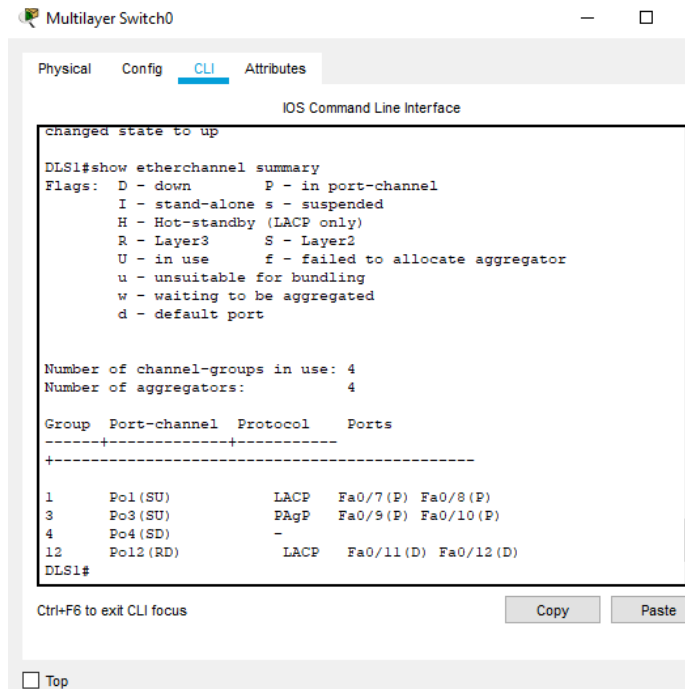 Multilayer Switch0
Physical Config CLI Attributes
IOS Command Line Interface
changed state to up
DLS1#show etherchannel summary
Flags:  D - down        P - in port-channel
        I - stand-alone s - suspended
        H - Hot-standby (LACP only)
        R - Layer3      S - Layer2
        U - in use      f - failed to allocate aggregator
        u - unsuitable for bundling
        w - waiting to be aggregated
        d - default port
Number of channel-groups in use: 4
Number of aggregators:           4
Group  Port-channel  Protocol    Ports
------+-------------+-----------
+----------------------------------------------
1      Po1(SU)           LACP   Fa0/7(P) Fa0/8(P)
3      Po3(SU)           PAgP   Fa0/9(P) Fa0/10(P)
4      Po4(SD)           -
12     Po12(RD)           LACP   Fa0/11(D) Fa0/12(D)
DLS1#
Ctrl+F6 to exit CLI focus
Copy
Paste
Top